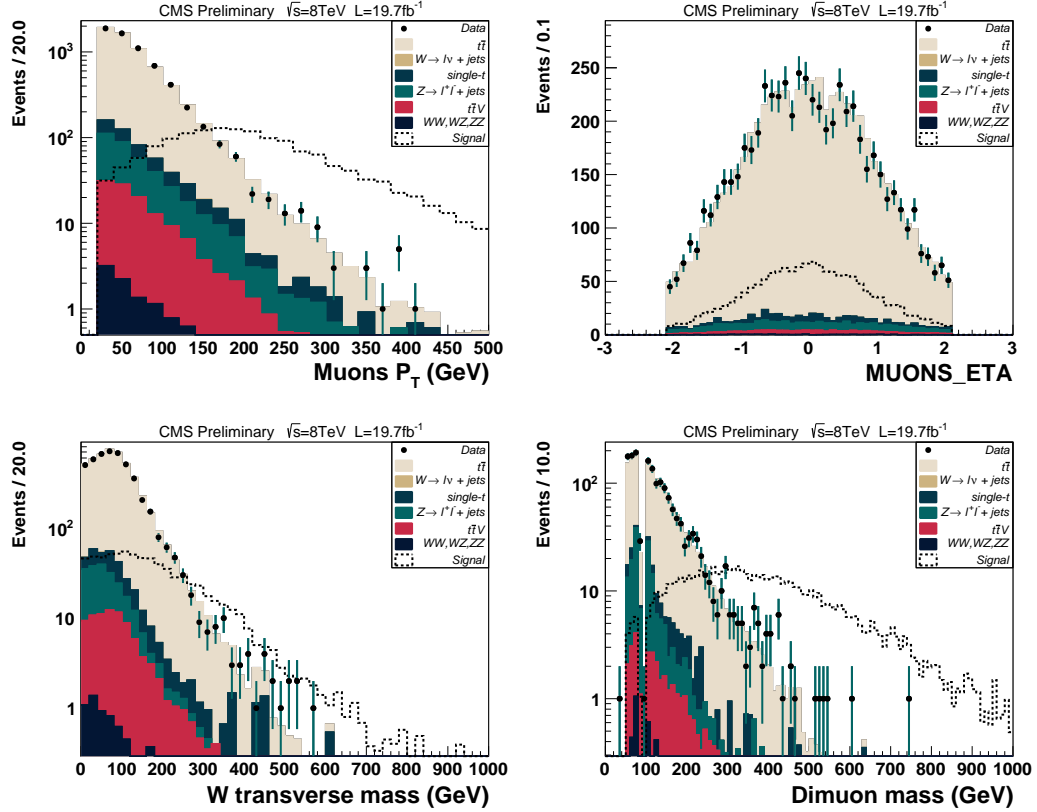 CMS Preliminary √s=8TeV L=19.7fb⁻¹
Events / 20.0
10³
10²
10
1
Data
tt̄
W→ lν + jets
single-t
Z→ l⁺l⁻ + jets
tt̄V
WW,WZ,ZZ
Signal
0 50 100 150 200 250 300 350 400 450 500
Muons P_T (GeV)
CMS Preliminary √s=8TeV L=19.7fb⁻¹
Events / 0.1
250
200
150
100
50
0
Data
tt̄
W→ lν + jets
single-t
Z→ l⁺l⁻ + jets
tt̄V
WW,WZ,ZZ
Signal
-3 -2 -1 0 1 2 3
MUONS_ETA
CMS Preliminary √s=8TeV L=19.7fb⁻¹
Events / 20.0
10²
10
1
Data
tt̄
W→ lν + jets
single-t
Z→ l⁺l⁻ + jets
tt̄V
WW,WZ,ZZ
Signal
0 100 200 300 400 500 600 700 800 900 1000
W transverse mass (GeV)
CMS Preliminary √s=8TeV L=19.7fb⁻¹
Events / 10.0
10²
10
1
Data
tt̄
W→ lν + jets
single-t
Z→ l⁺l⁻ + jets
tt̄V
WW,WZ,ZZ
Signal
0 100 200 300 400 500 600 700 800 900 1000
Dimuon mass (GeV)